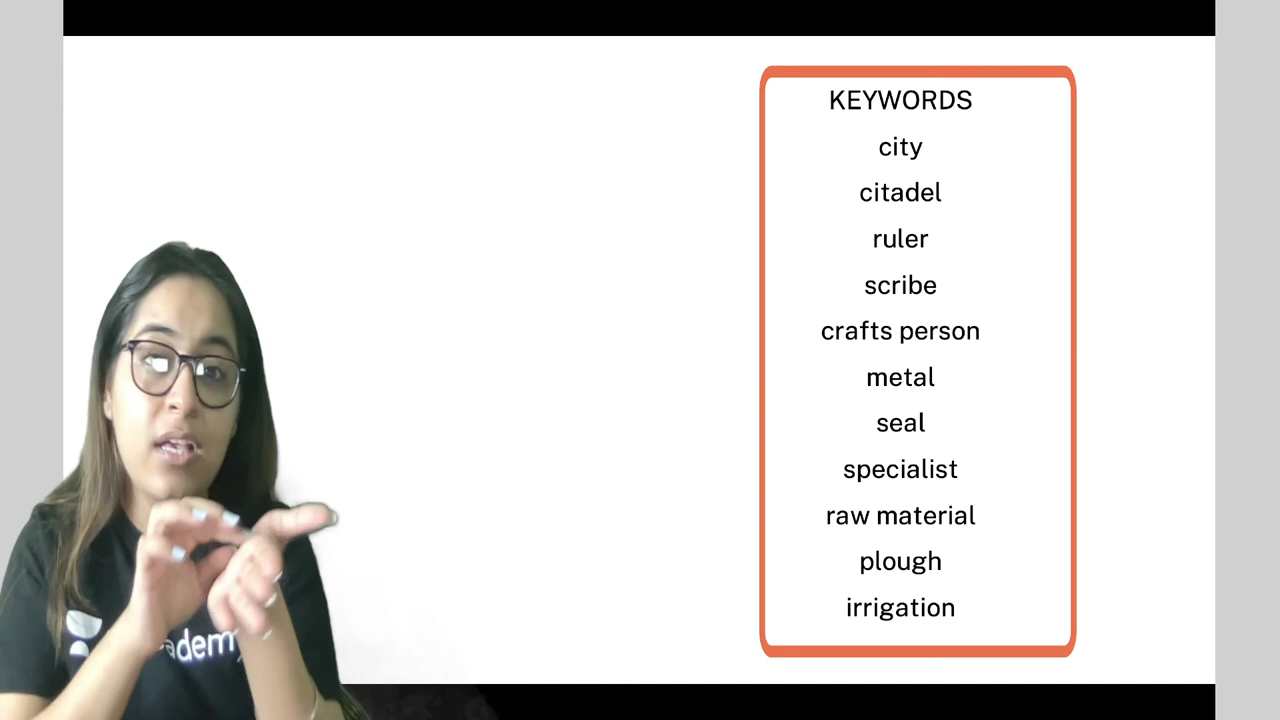 KEYWORDS
city
citadel
ruler
scribe
crafts person
metal
seal
specialist
raw material
plough
irrigation